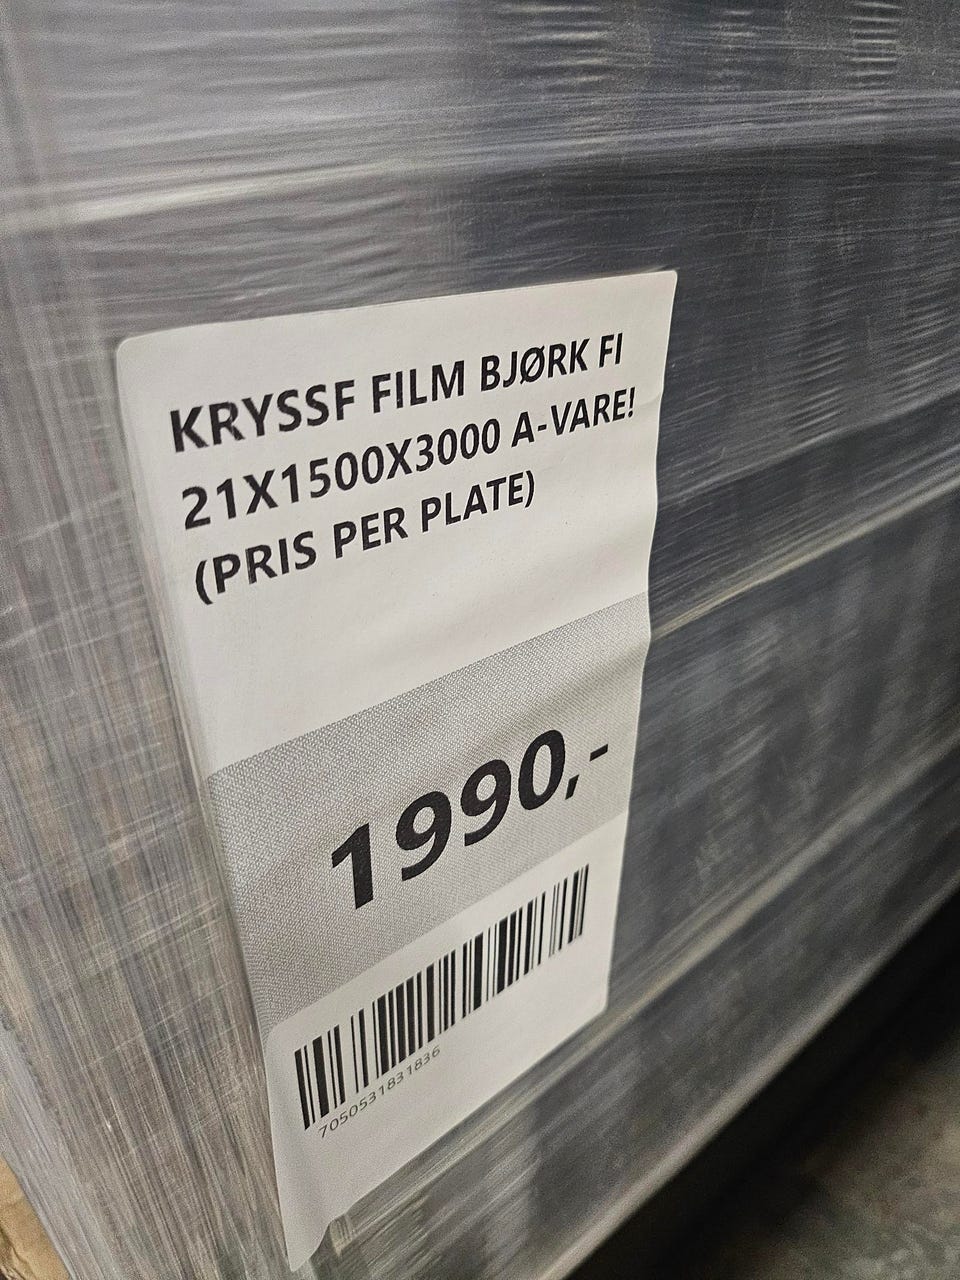 KRYSSF FILM BJØRK FI
21X1500X3000 A-VARE!
(PRIS PER PLATE)
1990,-
7050531831836